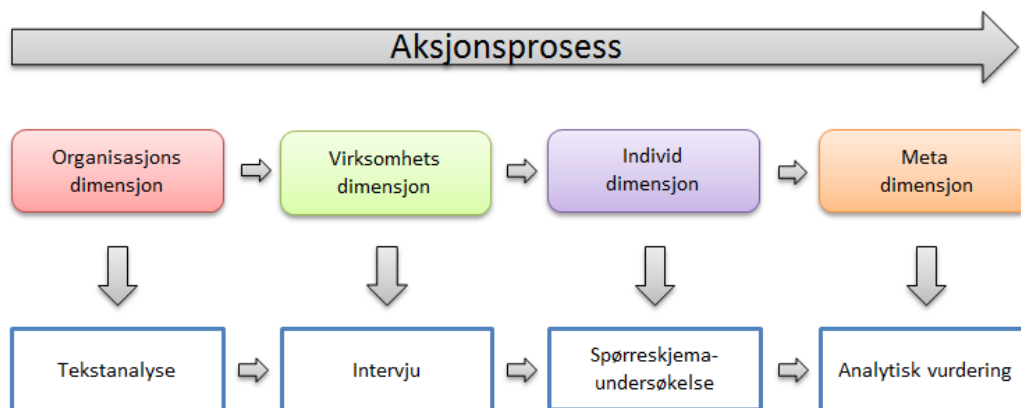 Aksjonsprosess
Organisasjons
dimensjon
Virksomhets
dimensjon
Individ
dimensjon
Meta
dimensjon
Tekstanalyse
Intervju
Spørreskjema-
undersøkelse
Analytisk vurdering